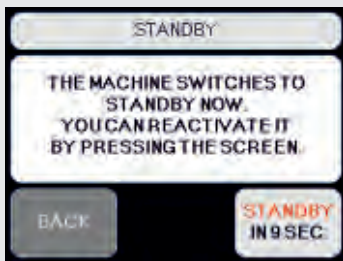 STANDBY
THE MACHINE SWITCHES TO
STANDBY NOW.
YOU CAN REACTIVATE IT
BY PRESSING THE SCREEN.
BACK
STANDBY
IN 9 SEC